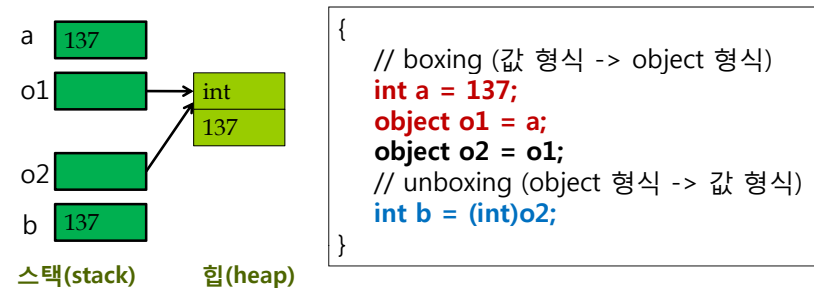 a 137
o1
int
137
o2
b 137
스택(stack) 힙(heap)
{
// boxing (값 형식 -> object 형식)
int a = 137;
object o1 = a;
object o2 = o1;
// unboxing (object 형식 -> 값 형식)
int b = (int)o2;
}